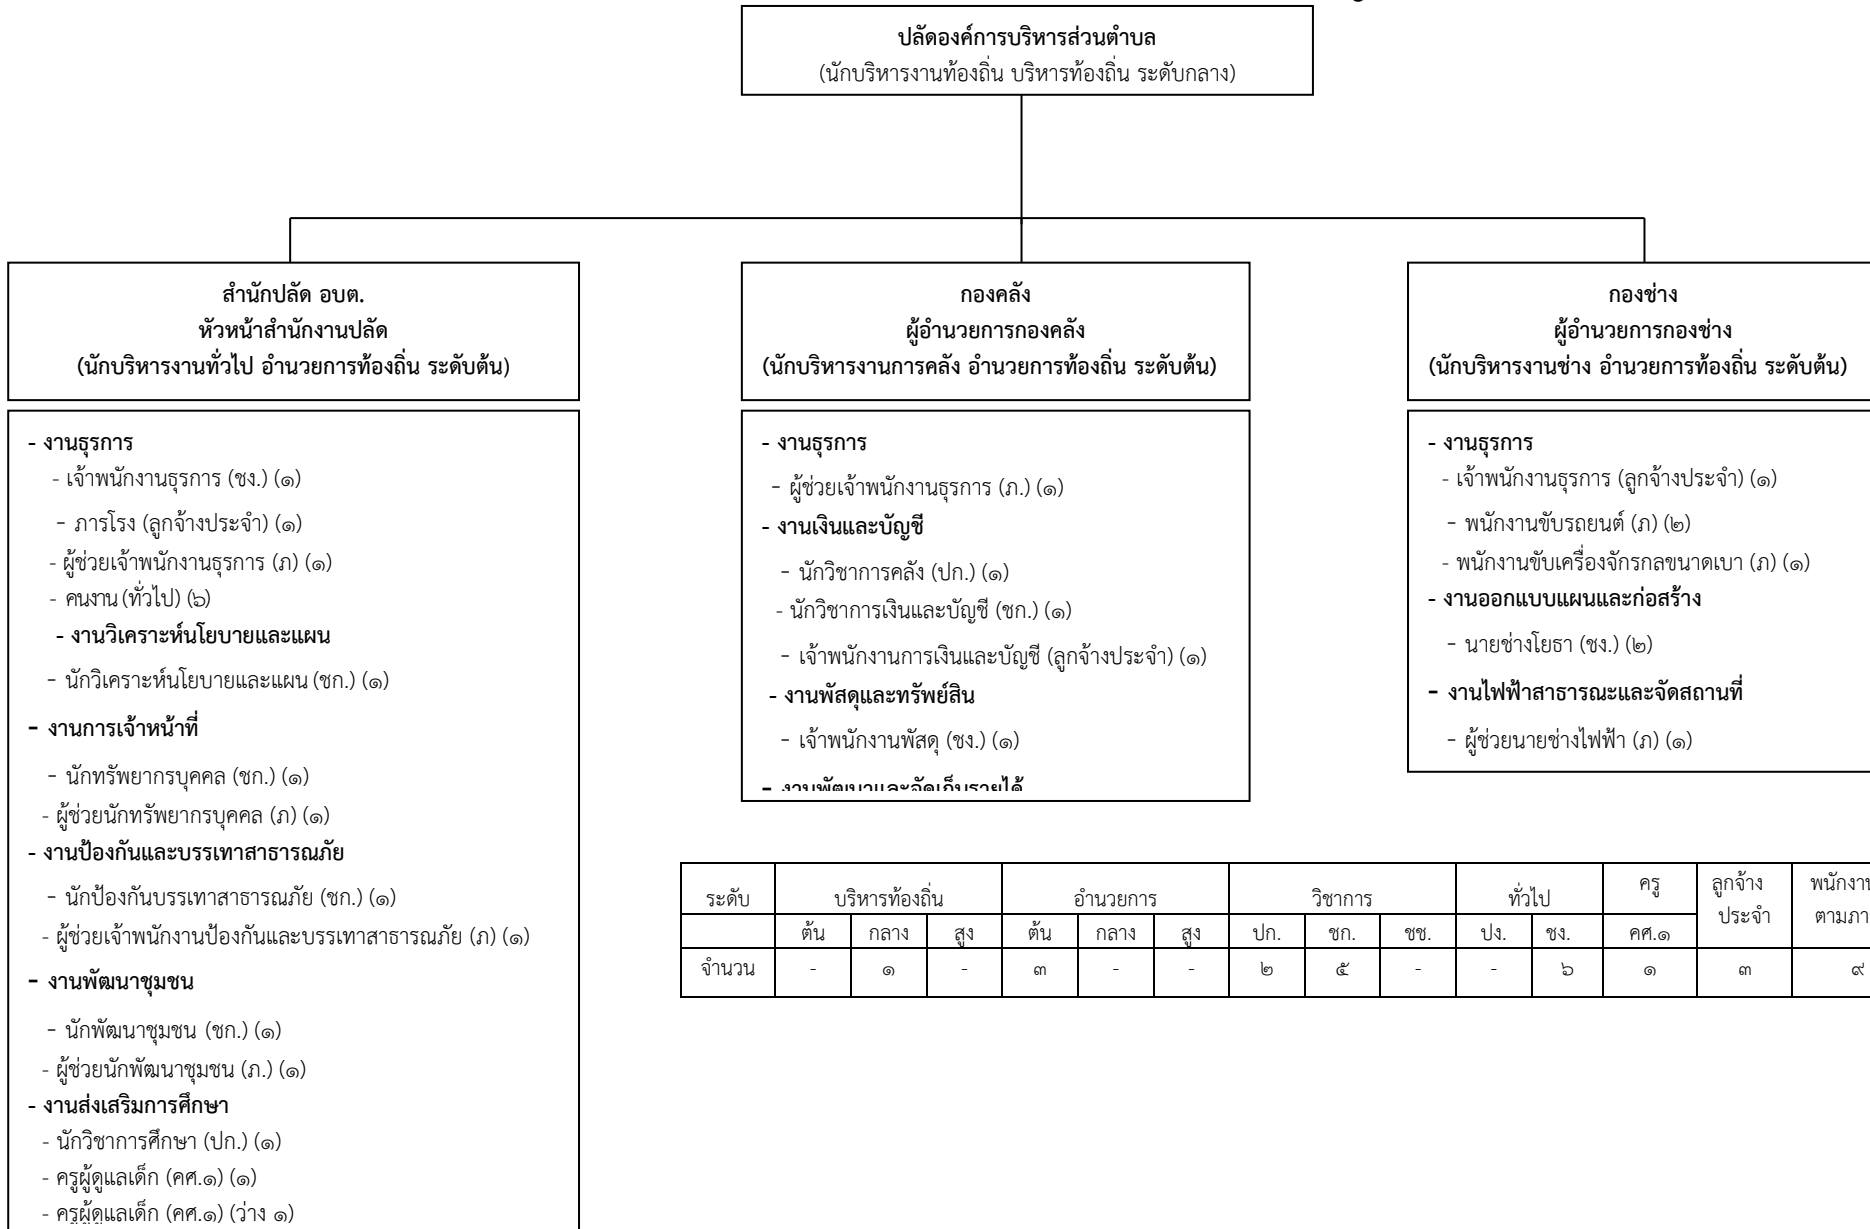 ปลัดองค์การบริหารส่วนตำบล
(นักบริหารงานท้องถิ่น บริหารท้องถิ่น ระดับกลาง)
สำนักปลัด อบต.
หัวหน้าสำนักงานปลัด
(นักบริหารงานทั่วไป อำนวยการท้องถิ่น ระดับต้น)
- งานธุรการ
- เจ้าพนักงานธุรการ (ชง.) (๑)
- ภารโรง (ลูกจ้างประจำ) (๑)
- ผู้ช่วยเจ้าพนักงานธุรการ (ภ) (๑)
- คนงาน (ทั่วไป) (๖)
- งานวิเคราะห์นโยบายและแผน
- นักวิเคราะห์นโยบายและแผน (ชก.) (๑)
- งานการเจ้าหน้าที่
- นักทรัพยากรบุคคล (ชก.) (๑)
- ผู้ช่วยนักทรัพยากรบุคคล (ภ) (๑)
- งานป้องกันและบรรเทาสาธารณภัย
- นักป้องกันบรรเทาสาธารณภัย (ชก.) (๑)
- ผู้ช่วยเจ้าพนักงานป้องกันและบรรเทาสาธารณภัย (ภ) (๑)
- งานพัฒนาชุมชน
- นักพัฒนาชุมชน (ชก.) (๑)
- ผู้ช่วยนักพัฒนาชุมชน (ภ.) (๑)
- งานส่งเสริมการศึกษา
- นักวิชาการศึกษา (ปก.) (๑)
- ครูผู้ดูแลเด็ก (คศ.๑) (๑)
- ครูผู้ดูแลเด็ก (คศ.๑) (ว่าง ๑)
กองคลัง
ผู้อำนวยการกองคลัง
(นักบริหารงานการคลัง อำนวยการท้องถิ่น ระดับต้น)
- งานธุรการ
- ผู้ช่วยเจ้าพนักงานธุรการ (ภ.) (๑)
- งานเงินและบัญชี
- นักวิชาการคลัง (ปก.) (๑)
- นักวิชาการเงินและบัญชี (ชก.) (๑)
- เจ้าพนักงานการเงินและบัญชี (ลูกจ้างประจำ) (๑)
- งานพัสดุและทรัพย์สิน
- เจ้าพนักงานพัสดุ (ชง.) (๑)
- งานพัฒนาและจัดเก็บรายได้
กองช่าง
ผู้อำนวยการกองช่าง
(นักบริหารงานช่าง อำนวยการท้องถิ่น ระดับต้น)
- งานธุรการ
- เจ้าพนักงานธุรการ (ลูกจ้างประจำ) (๑)
- พนักงานขับรถยนต์ (ภ) (๒)
- พนักงานขับเครื่องจักรกลขนาดเบา (ภ) (๑)
- งานออกแบบแผนและก่อสร้าง
- นายช่างโยธา (ชง.) (๒)
- งานไฟฟ้าสาธารณะและจัดสถานที่
- ผู้ช่วยนายช่างไฟฟ้า (ภ) (๑)
ระดับ บริหารท้องถิ่น อำนวยการ วิชาการ ทั่วไป ครู ลูกจ้าง พนักงาน
ประจำ ตามภา
ต้น กลาง สูง ต้น กลาง สูง ปก. ชก. ชช. ปง. ชง. คศ.๑
จำนวน - ๑ - ๓ - - ๒ ๕ - - ๖ ๑ ๓ ๙